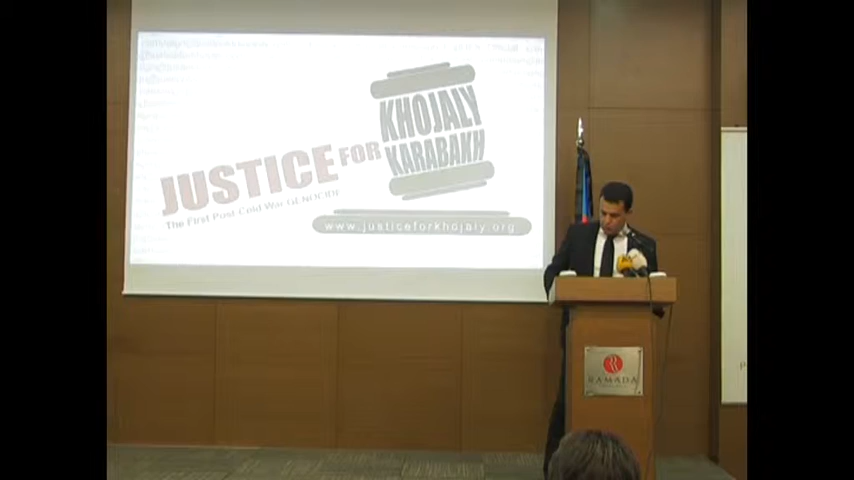 KHOJALY
JUSTICE FOR KARABAKH
The First Post Cold War GENOCIDE
www.justiceforkhojaly.org
RAMADA